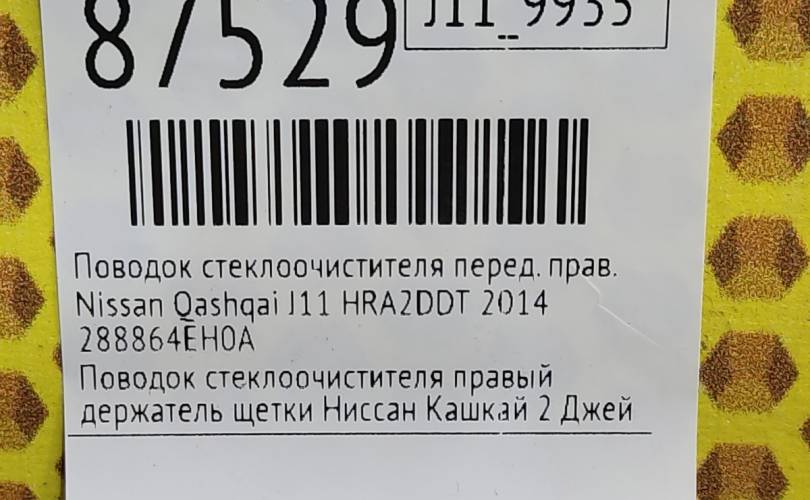 87529
J11_9935
Поводок стеклоочистителя перед. прав.
Nissan Qashqai J11 HRA2DDT 2014
288864EH0A
Поводок стеклоочистителя правый
держатель щетки Ниссан Кашкай 2 Джей